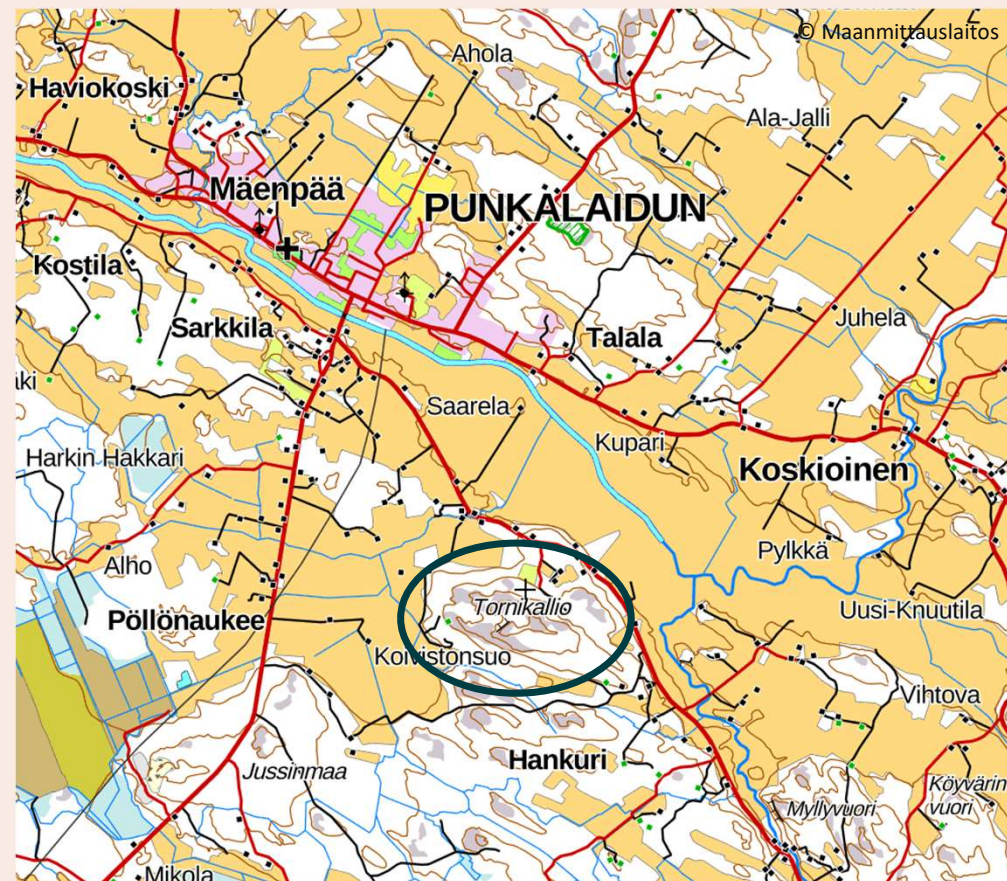 © Maanmittauslaitos
Ahola
Haviokoski
Ala-Jalli
Mäenpää
PUNKALAIDUN
Kostila
Juhela
Sarkkila
Talala
Saarela
Kupari
Harkin Hakkari
Koskioinen
Pylkkä
Alho
Tornikallio
Uusi-Knuutila
Pöllönaukee
Koivistonsuo
Vihtova
Hankuri
Jussinmaa
Köyvärin
vuori
Myllyvuori
Mikola